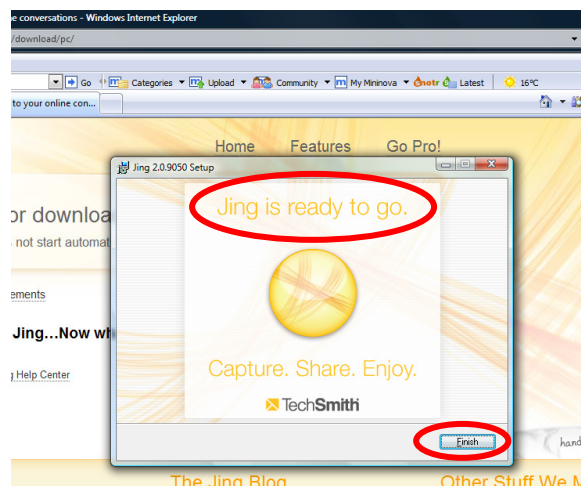 e conversations - Windows Internet Explorer
/download/pc/
Go Categories Upload Community My Mininova notr Latest 16°C
to your online con...
Home Features Go Pro!
Jing 2.0.9050 Setup
Jing is ready to go.
or downloa
not start automat
ements
Jing...Now wh
Help Center
Capture. Share. Enjoy.
TechSmith
Finish
hand
The Jing Blog
Other Stuff We M